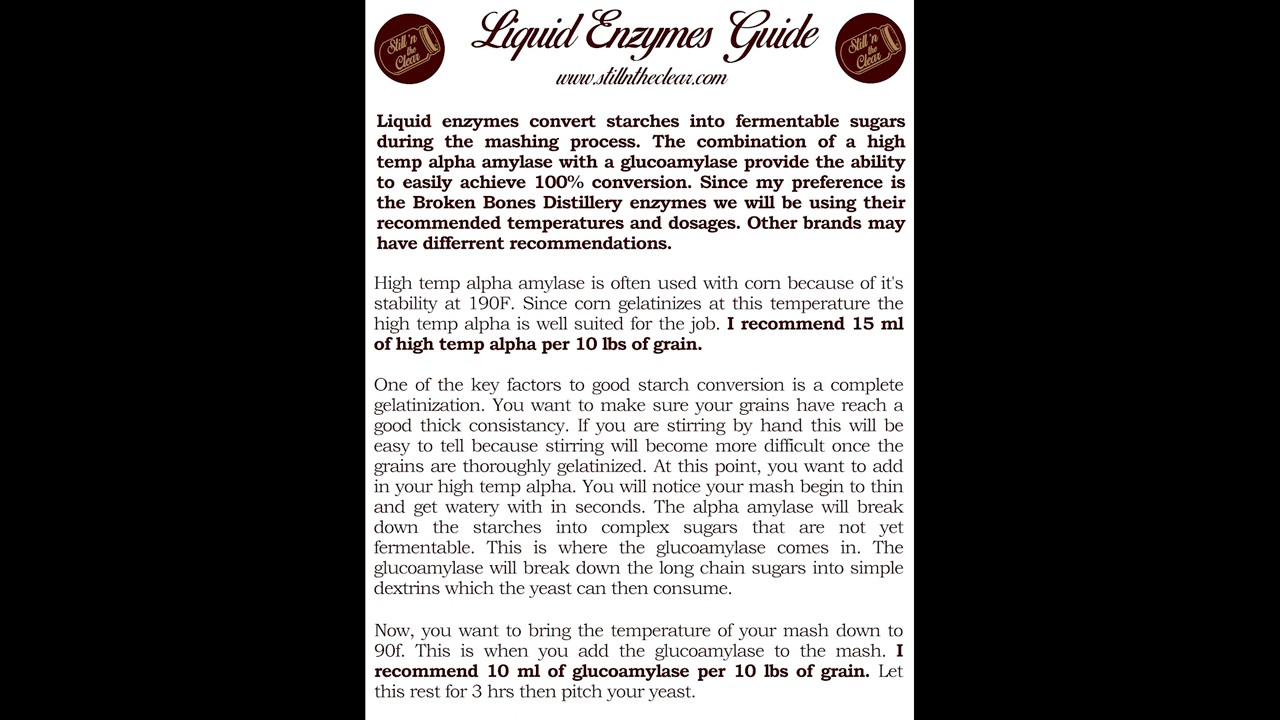 Still 'n
the
Clear
Liquid Enzymes Guide
Still 'n
the
Clear
www.stillntheclear.com
Liquid enzymes convert starches into fermentable sugars
during the mashing process. The combination of a high
temp alpha amylase with a glucoamylase provide the ability
to easily achieve 100% conversion. Since my preference is
the Broken Bones Distillery enzymes we will be using their
recommended temperatures and dosages. Other brands may
have differrent recommendations.
High temp alpha amylase is often used with corn because of it's
stability at 190F. Since corn gelatinizes at this temperature the
high temp alpha is well suited for the job. I recommend 15 ml
of high temp alpha per 10 lbs of grain.
One of the key factors to good starch conversion is a complete
gelatinization. You want to make sure your grains have reach a
good thick consistancy. If you are stirring by hand this will be
easy to tell because stirring will become more difficult once the
grains are thoroughly gelatinized. At this point, you want to add
in your high temp alpha. You will notice your mash begin to thin
and get watery with in seconds. The alpha amylase will break
down the starches into complex sugars that are not yet
fermentable. This is where the glucoamylase comes in. The
glucoamylase will break down the long chain sugars into simple
dextrins which the yeast can then consume.
Now, you want to bring the temperature of your mash down to
90f. This is when you add the glucoamylase to the mash. I
recommend 10 ml of glucoamylase per 10 lbs of grain. Let
this rest for 3 hrs then pitch your yeast.